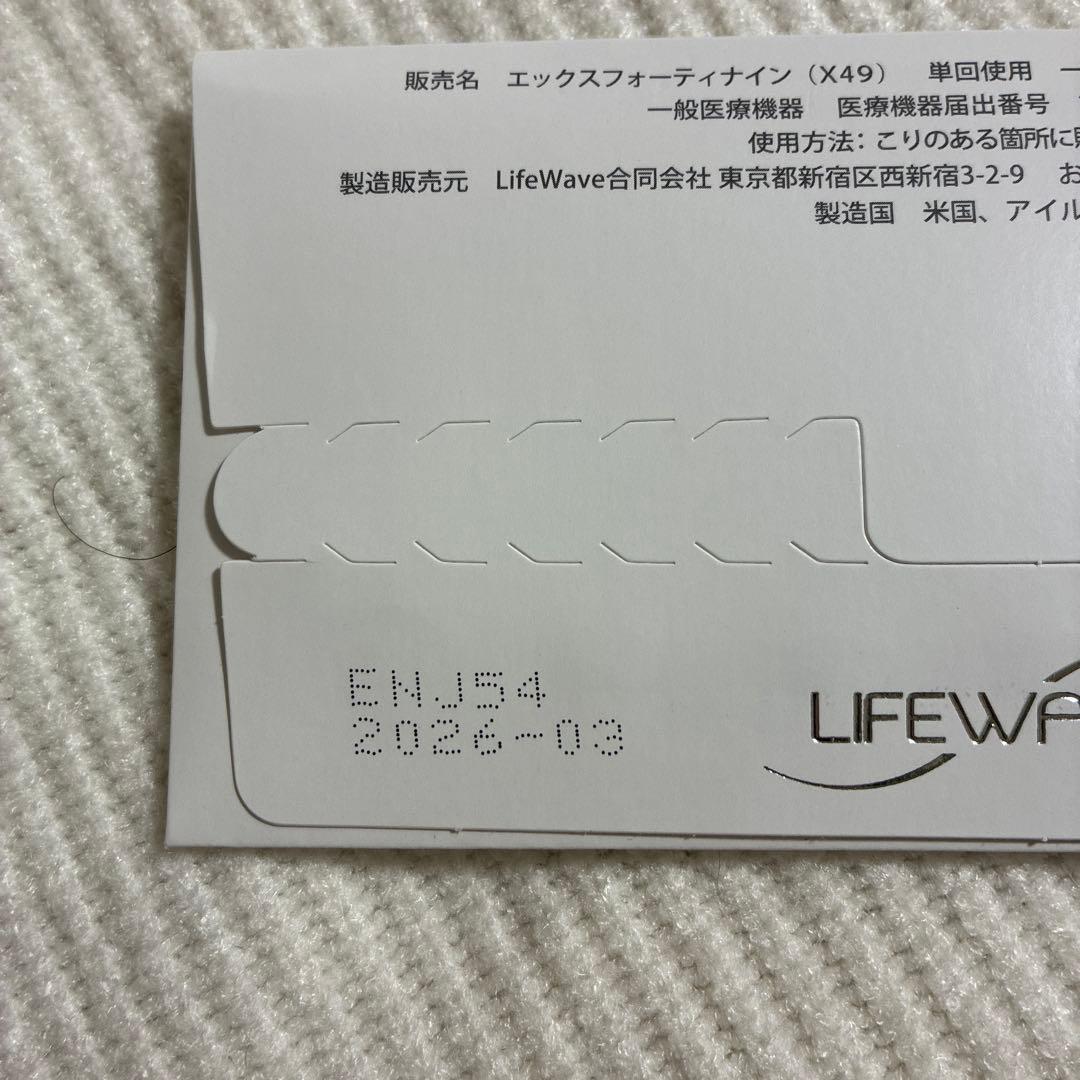 販売名　エックスフォーティナイン（X49）　単回使用　一
一般医療機器　医療機器届出番号
使用方法：こりのある箇所に貼
製造販売元　LifeWave合同会社 東京都新宿区西新宿3-2-9　お
製造国　米国、アイル
ENJ54
2026-03
LIFEWA